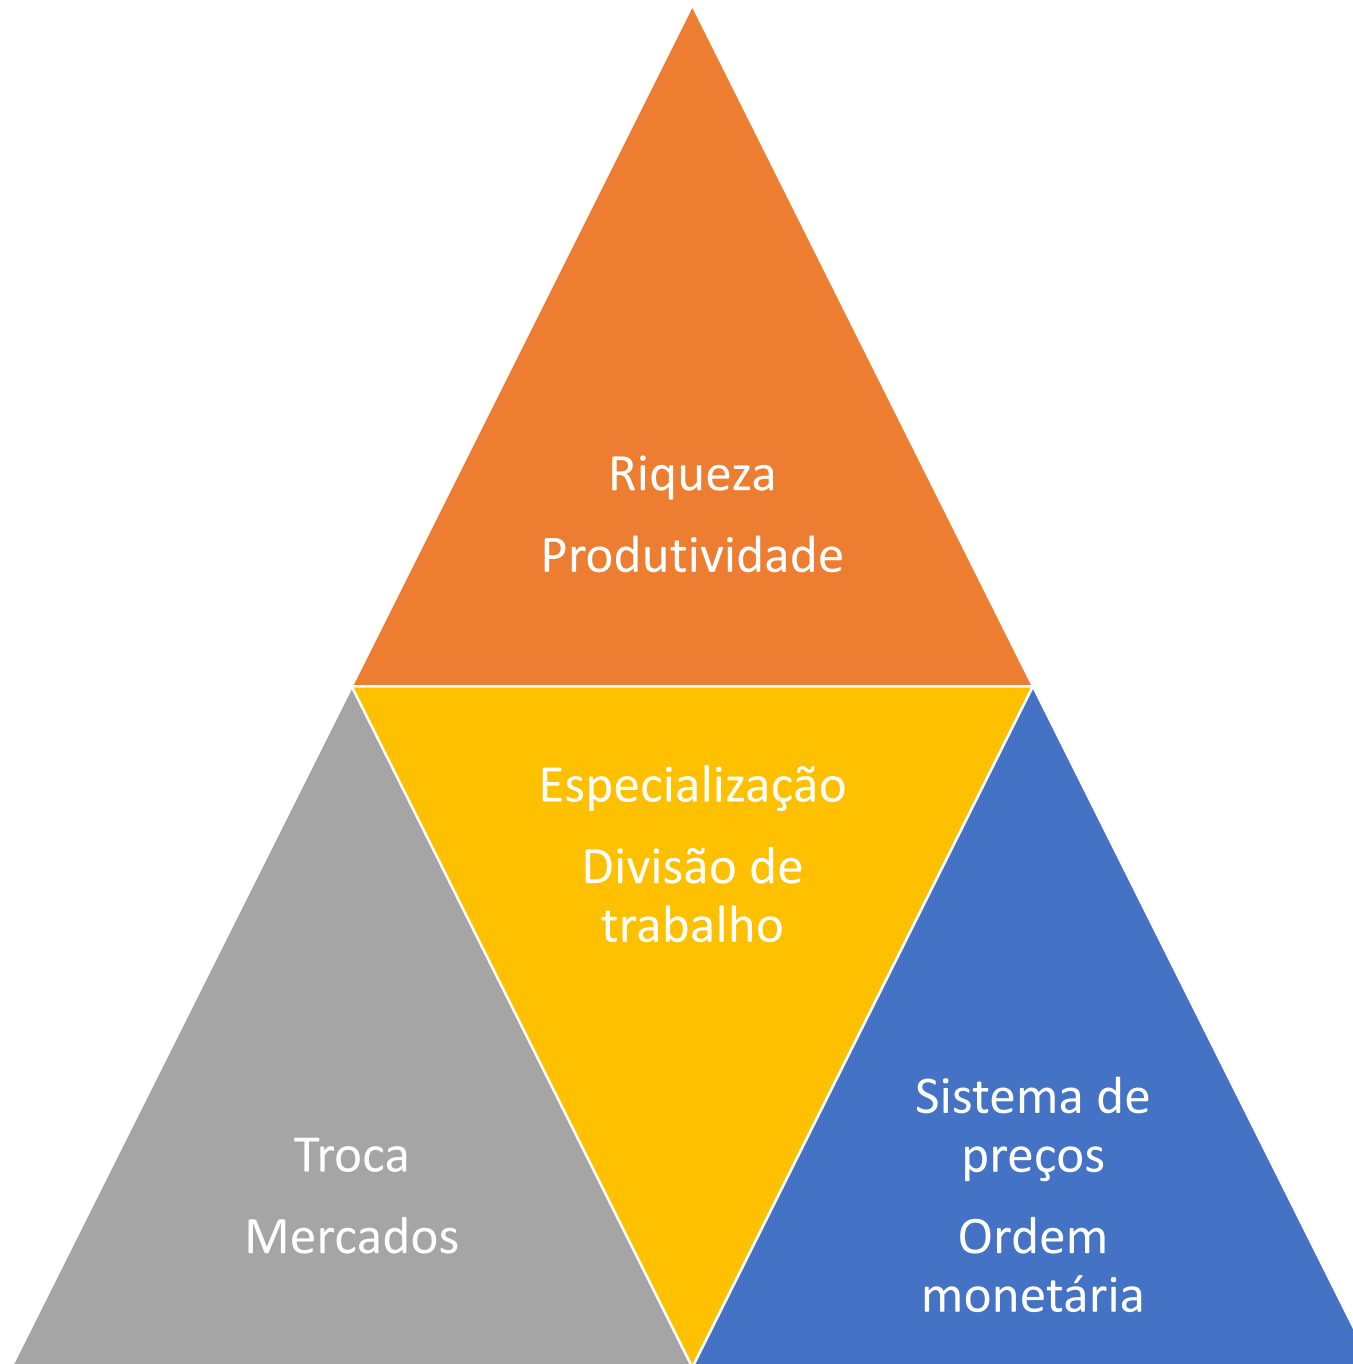 Riqueza
Produtividade
Especialização
Divisão de
trabalho
Troca
Mercados
Sistema de
preços
Ordem
monetária